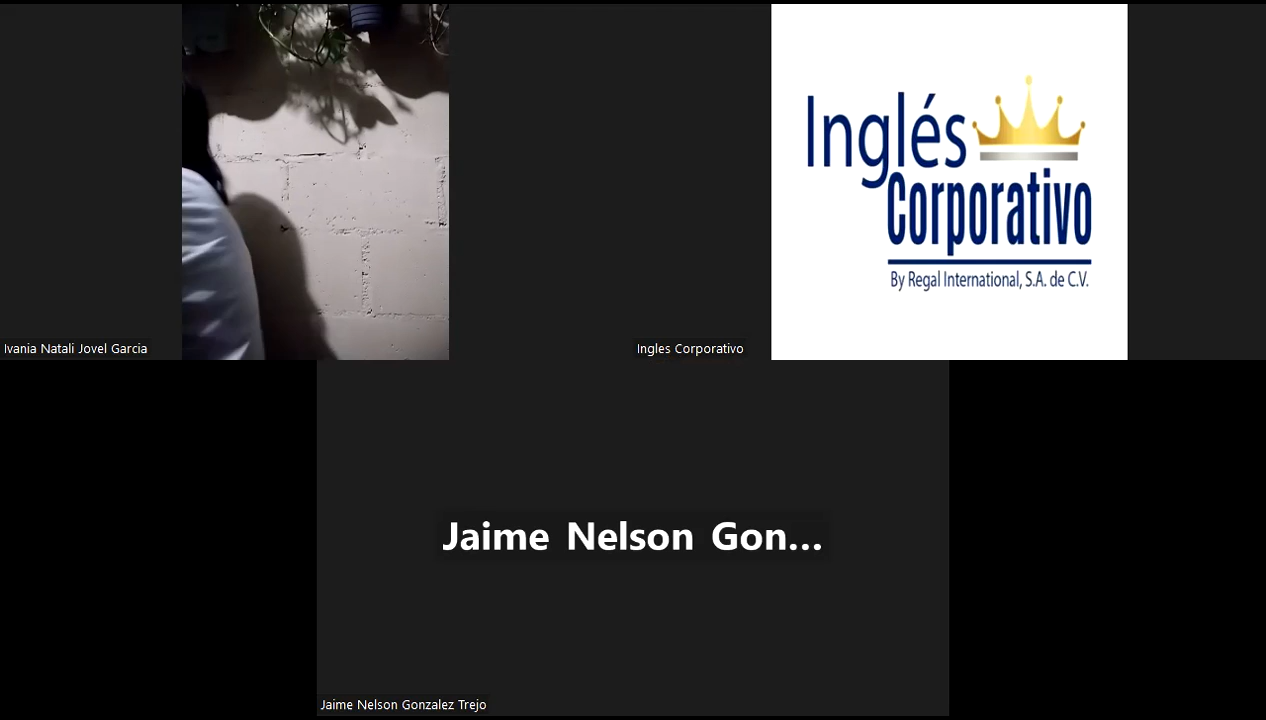 Ivania Natali Jovel Garcia
Inglés
Corporativo
By Regal International, S.A. de C.V.
Ingles Corporativo
Jaime Nelson Gon...
Jaime Nelson Gonzalez Trejo